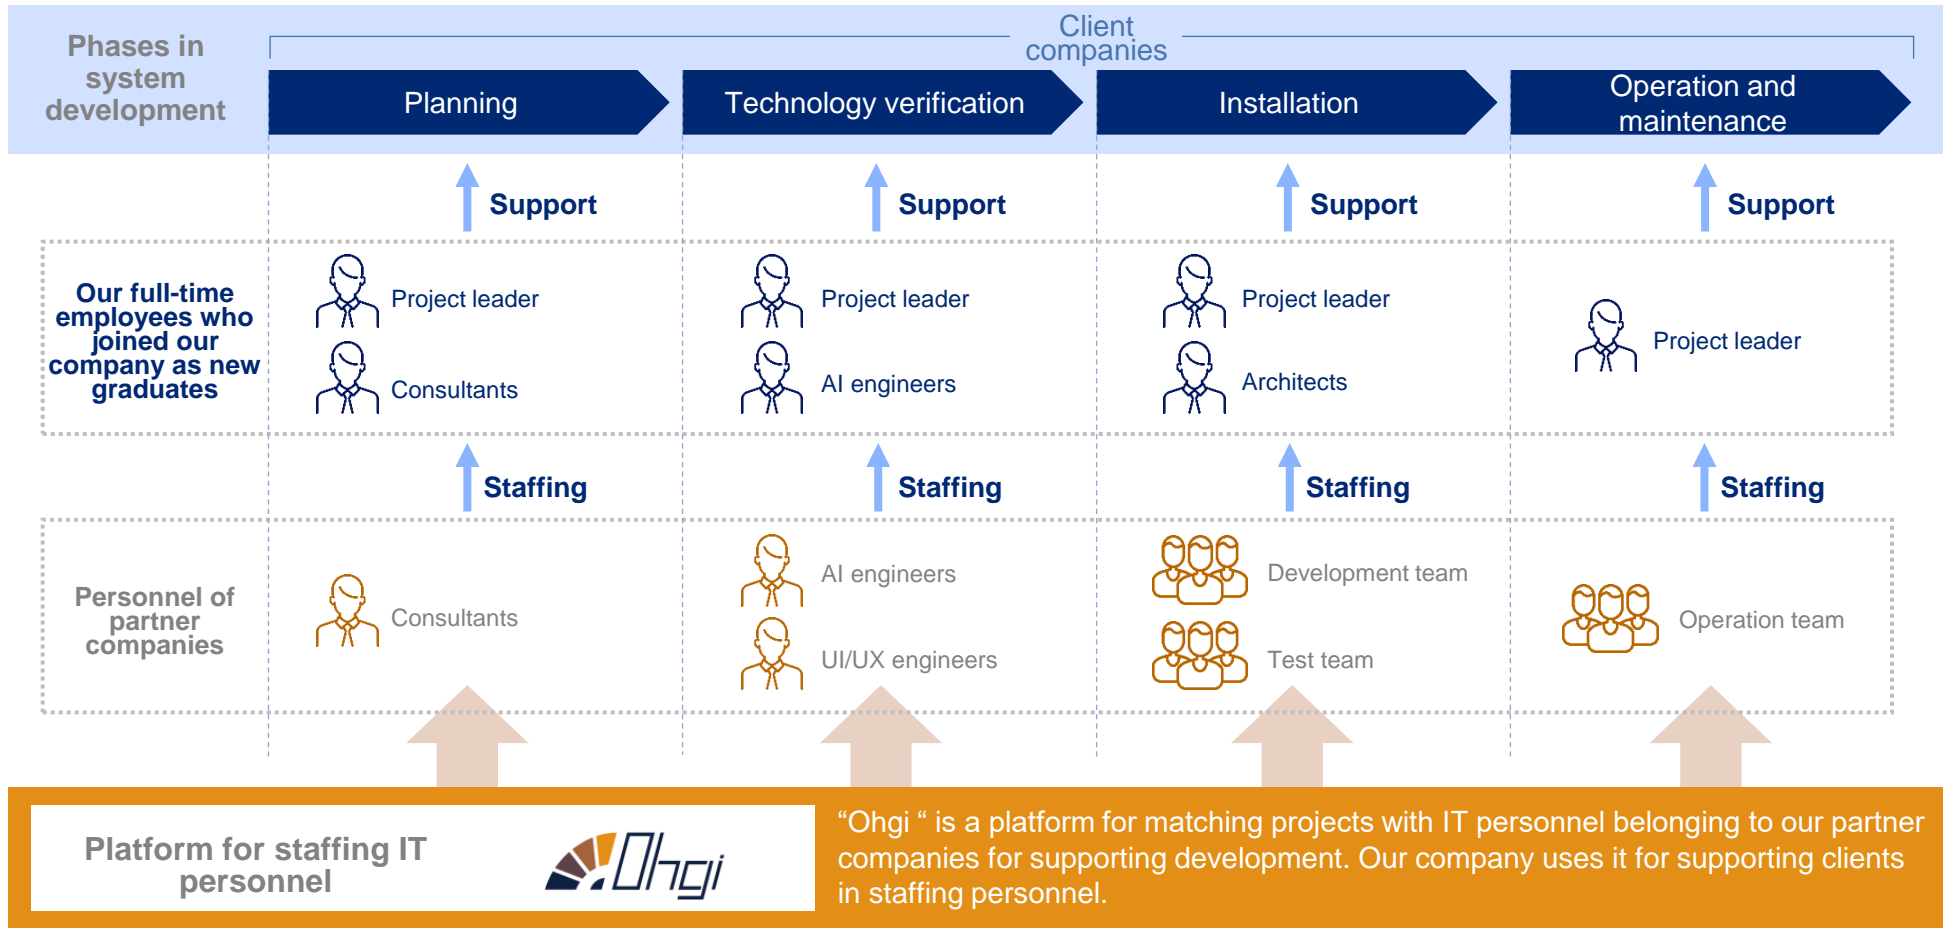 Phases in
system
development
Client
companies
Planning
Technology verification
Installation
Operation and
maintenance
Support
Support
Support
Support
Our full-time
employees who
joined our
company as new
graduates
Project leader
Consultants
Project leader
AI engineers
Project leader
Architects
Project leader
Staffing
Staffing
Staffing
Staffing
Personnel of
partner
companies
Consultants
AI engineers
UI/UX engineers
Development team
Test team
Operation team
Platform for staffing IT
personnel
Ohgi
“Ohgi “ is a platform for matching projects with IT personnel belonging to our partner
companies for supporting development. Our company uses it for supporting clients
in staffing personnel.